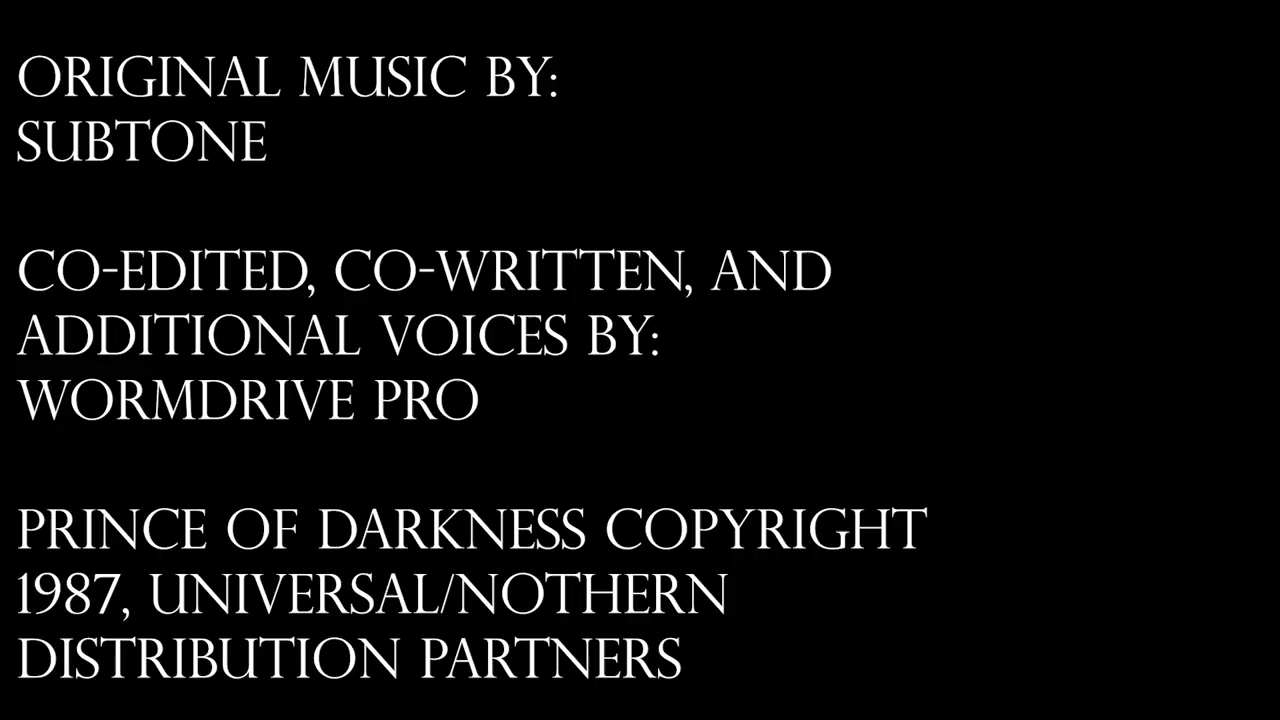 ORIGINAL MUSIC BY:
SUBTONE
CO-EDITED, CO-WRITTEN, AND
ADDITIONAL VOICES BY:
WORMDRIVE PRO
PRINCE OF DARKNESS COPYRIGHT
1987, UNIVERSAL/NOTHERN
DISTRIBUTION PARTNERS